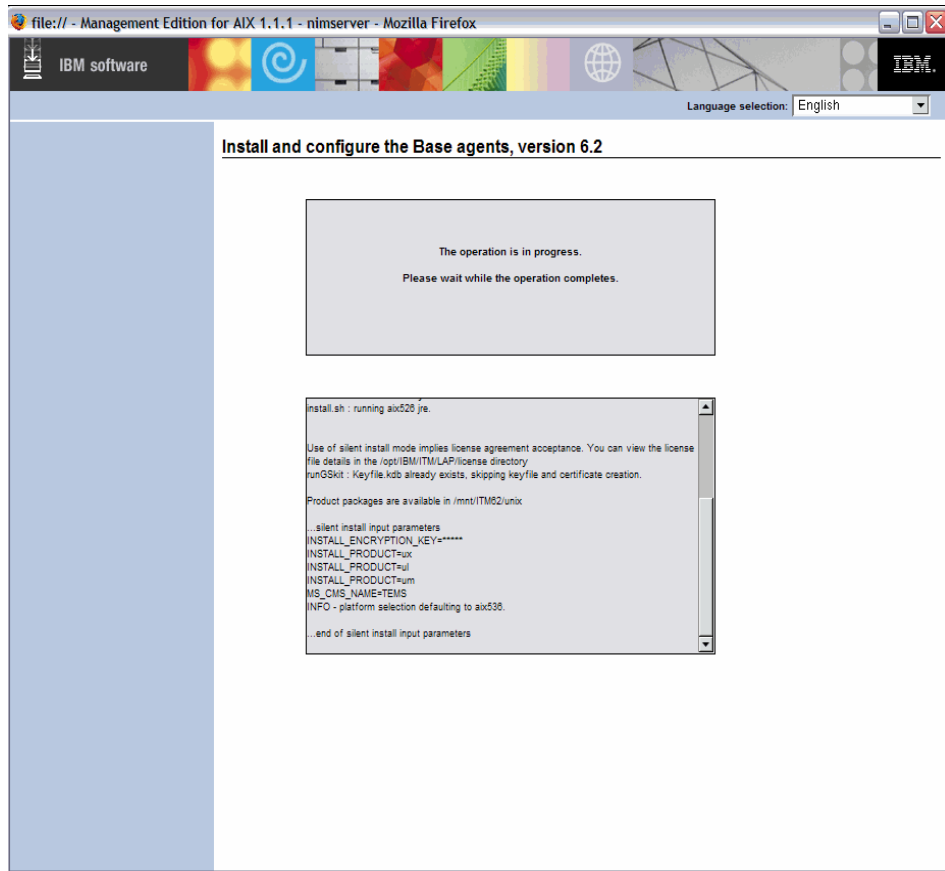 file:// - Management Edition for AIX 1.1.1 - nimserver - Mozilla Firefox
IBM software
IBM.
Language selection: English
Install and configure the Base agents, version 6.2
The operation is in progress.
Please wait while the operation completes.
install.sh : running aix526 jre.
Use of silent install mode implies license agreement acceptance. You can view the license
file details in the /opt/IBM/ITM/LAP/license directory
runGSkit : Keyfile.kdb already exists, skipping keyfile and certificate creation.
Product packages are available in /mnt/ITM62/unix
...silent install input parameters
INSTALL_ENCRYPTION_KEY=*****
INSTALL_PRODUCT=ux
INSTALL_PRODUCT=ul
INSTALL_PRODUCT=um
MS_CMS_NAME=TEMS
INFO - platform selection defaulting to aix536.
...end of silent install input parameters